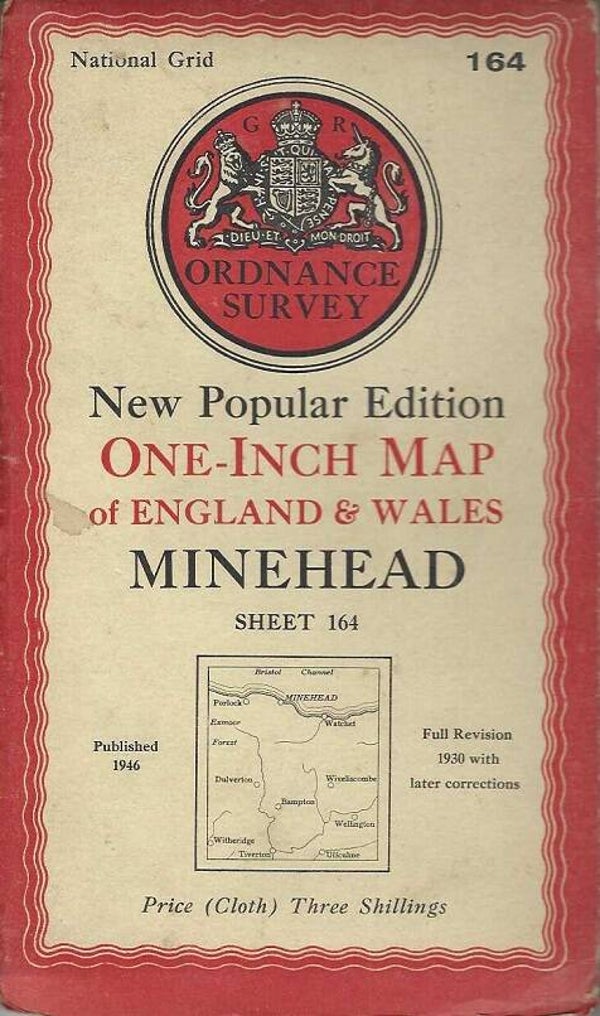 National Grid
164
G R
HONI SOIT·QUI MAL Y PENSE
DIEU·ET MON·DROIT
ORDNANCE
SURVEY
New Popular Edition
ONE-INCH MAP
of ENGLAND & WALES
MINEHEAD
SHEET 164
Bristol Channel
MINEHEAD
Porlock
Watchet
Exmoor
Forest
Dulverton
Wiveliscombe
Bampton
Wellington
Witheridge
Tiverton
Uffculme
Published
1946
Full Revision
1930 with
later corrections
Price (Cloth) Three Shillings